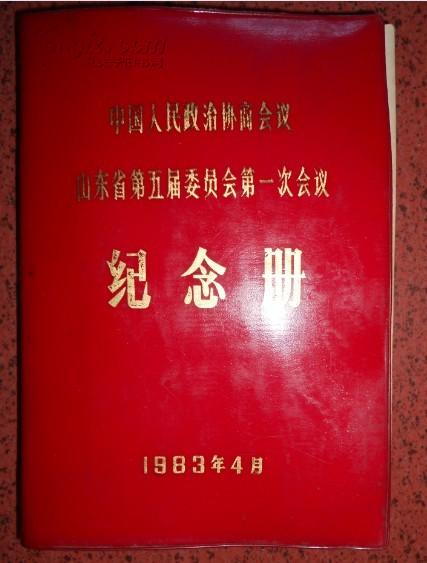 中国人民政治协商会议
山东省第五届委员会第一次会议
纪念册
1983年4月